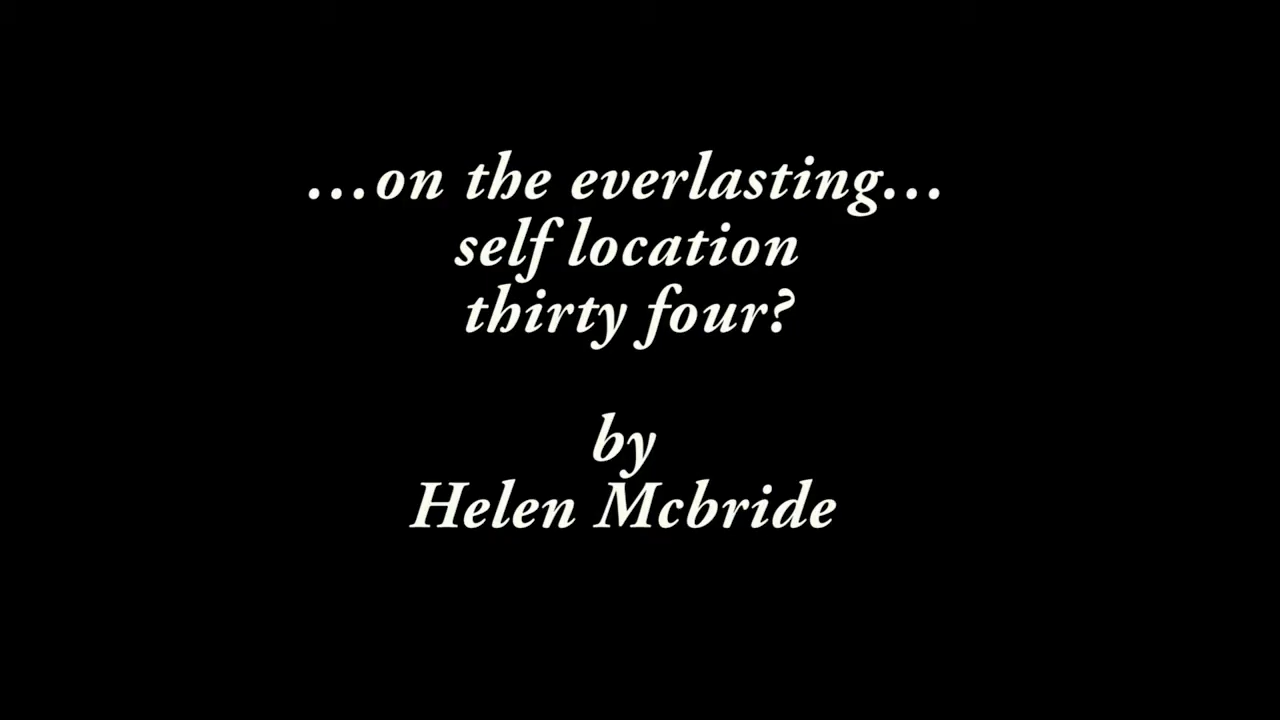 ...on the everlasting...
self location
thirty four?
by
Helen Mcbride